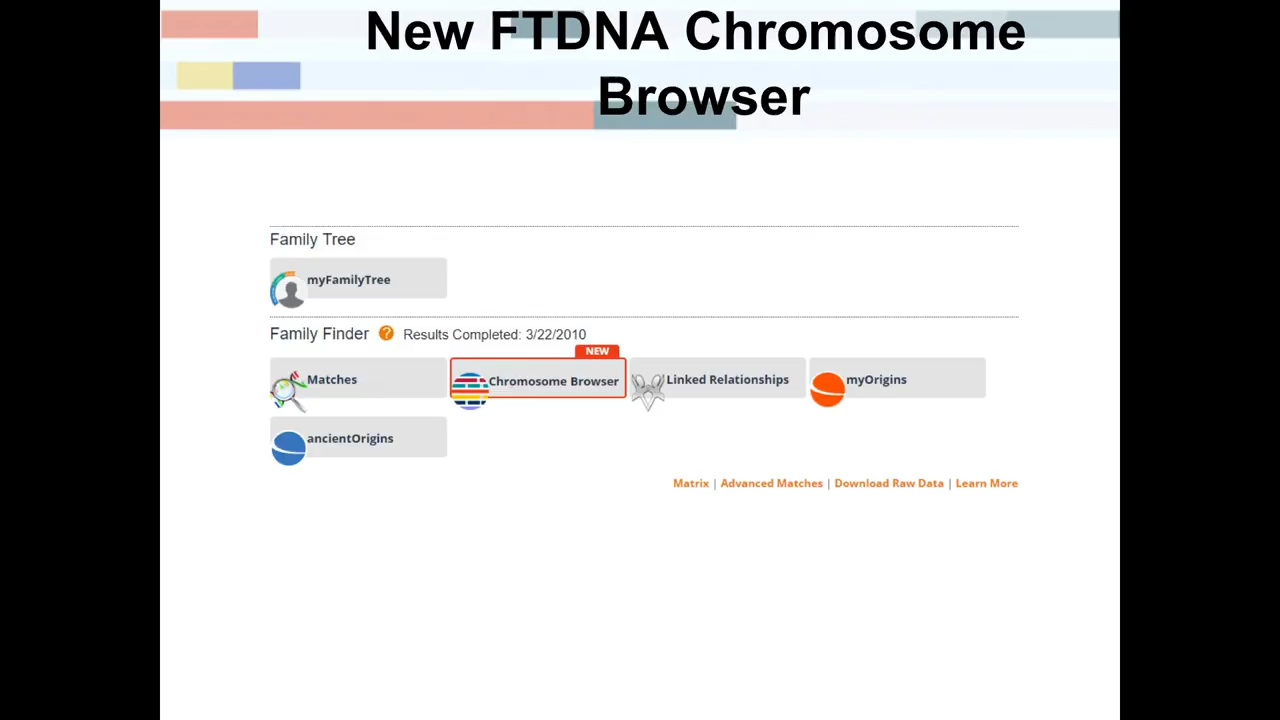 New FTDNA Chromosome
Browser
Family Tree
myFamilyTree
Family Finder ? Results Completed: 3/22/2010
NEW
Matches Chromosome Browser Linked Relationships myOrigins
ancientOrigins
Matrix | Advanced Matches | Download Raw Data | Learn More